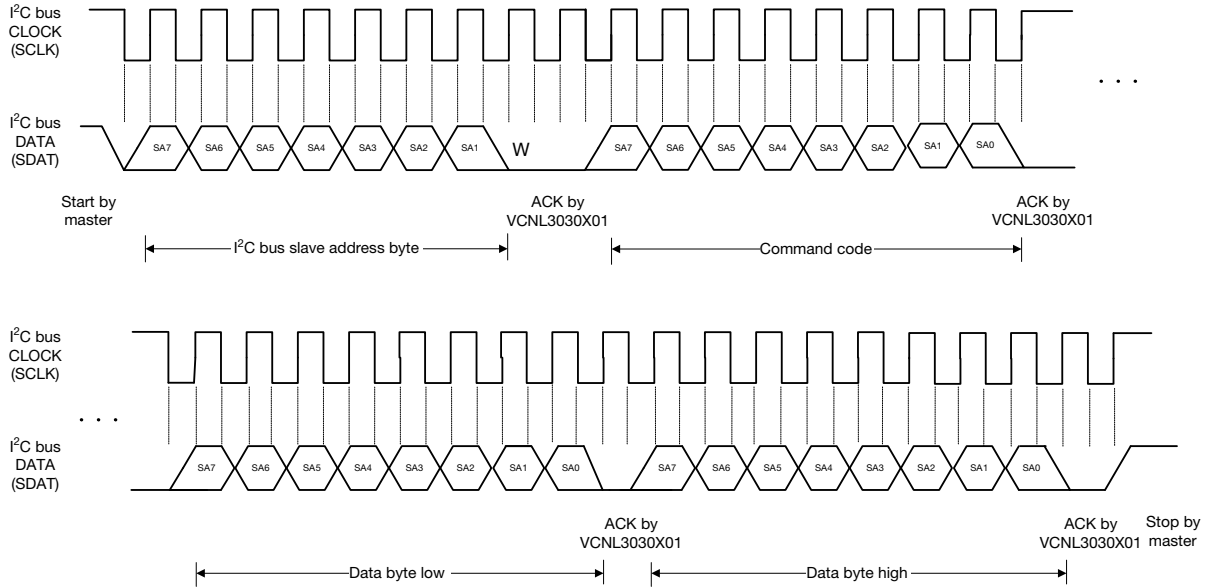 I²C bus
CLOCK
(SCLK)
. . .
I²C bus
DATA
(SDAT)
SA7 SA6 SA5 SA4 SA3 SA2 SA1 W SA7 SA6 SA5 SA4 SA3 SA2 SA1 SA0
Start by
master
ACK by
VCNL3030X01
ACK by
VCNL3030X01
I²C bus slave address byte
Command code
I²C bus
CLOCK
(SCLK)
. . .
I²C bus
DATA
(SDAT)
SA7 SA6 SA5 SA4 SA3 SA2 SA1 SA0 SA7 SA6 SA5 SA4 SA3 SA2 SA1 SA0
ACK by
VCNL3030X01
ACK by
VCNL3030X01
Stop by
master
Data byte low
Data byte high